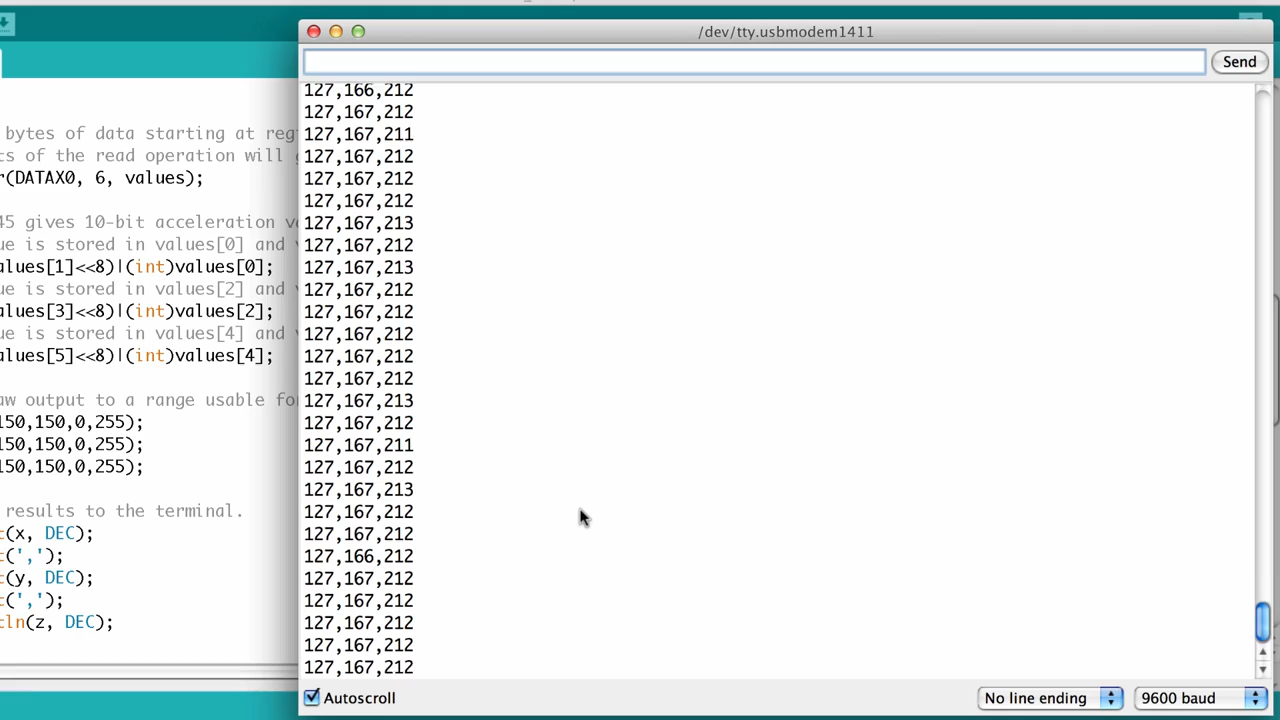 /dev/tty.usbmodem1411
Send
127,166,212
127,167,212
127,167,211
127,167,212
127,167,212
127,167,212
127,167,213
127,167,212
127,167,213
127,167,212
127,167,212
127,167,212
127,167,212
127,167,212
127,167,213
127,167,212
127,167,211
127,167,212
127,167,213
127,167,212
127,167,212
127,166,212
127,167,212
127,167,212
127,167,212
127,167,212
127,167,212
Autoscroll
No line ending
9600 baud
bytes of data starting at reg
ts of the read operation will
r(DATAX0, 6, values);
45 gives 10-bit acceleration
ue is stored in values[0] and
alues[1]<<8)|(int)values[0];
ue is stored in values[2] and
alues[3]<<8)|(int)values[2];
ue is stored in values[4] and
alues[5]<<8)|(int)values[4];
aw output to a range usable fo
150,150,0,255);
150,150,0,255);
150,150,0,255);
results to the terminal.
t(x, DEC);
t(',');
t(y, DEC);
t(',');
tln(z, DEC);